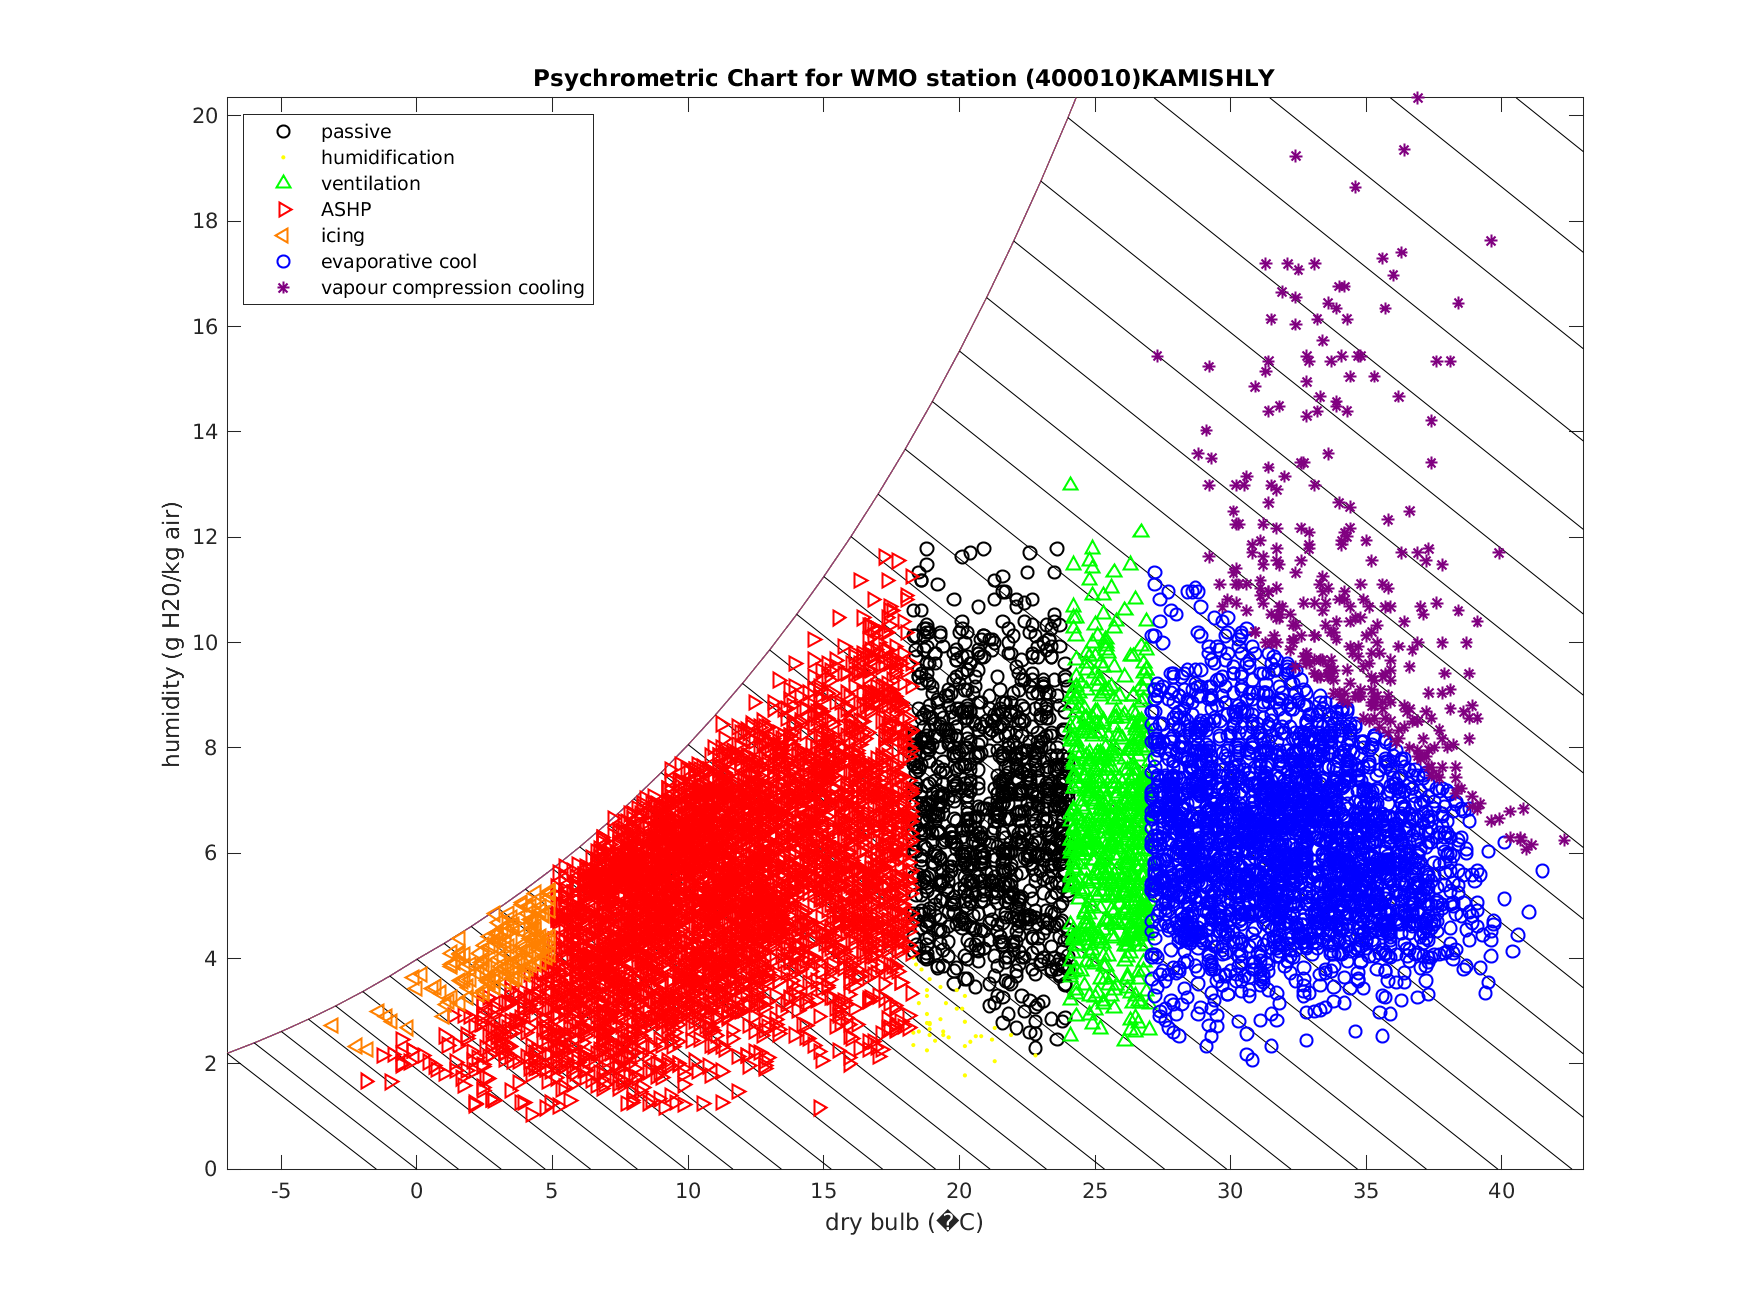 Psychrometric Chart for WMO station (400010)KAMISHLY
20
18
16
14
12
10
8
6
4
2
0
humidity (g H20/kg air)
passive
humidification
ventilation
ASHP
icing
evaporative cool
vapour compression cooling
-5 0 5 10 15 20 25 30 35 40
dry bulb (�C)